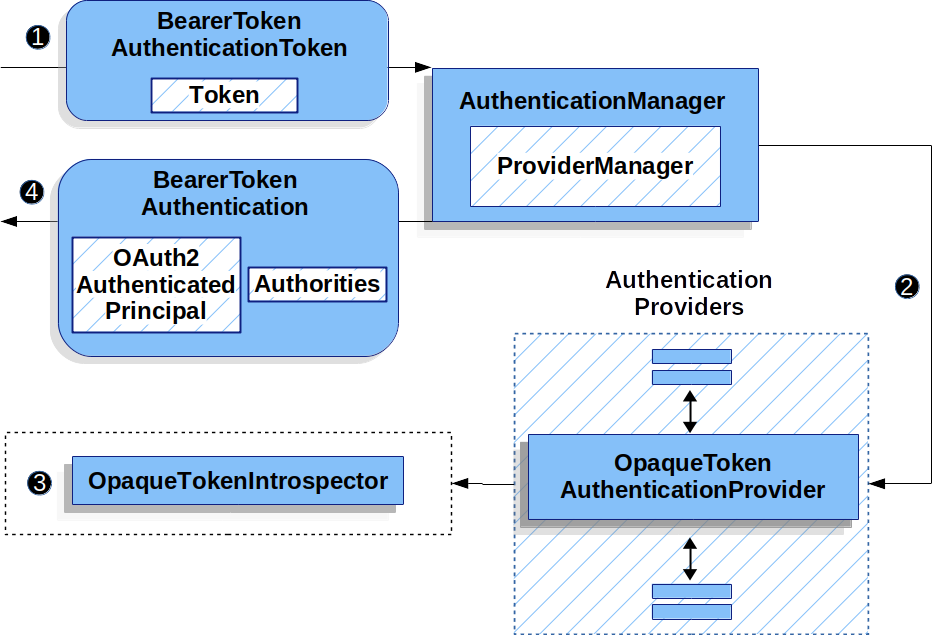 1
BearerToken
AuthenticationToken
Token
AuthenticationManager
ProviderManager
4
BearerToken
Authentication
OAuth2
Authenticated
Principal
Authorities
2
Authentication
Providers
3
OpaqueTokenIntrospector
OpaqueToken
AuthenticationProvider